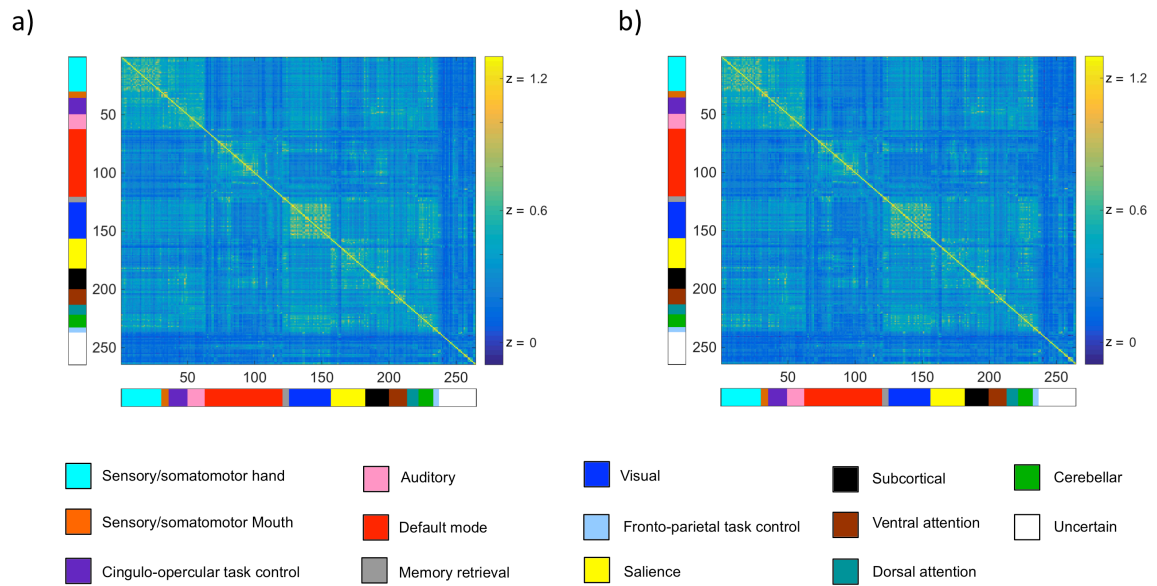 a)
z = 1.2
z = 0.6
z = 0
50
100
150
200
250
50 100 150 200 250
b)
z = 1.2
z = 0.6
z = 0
50
100
150
200
250
50 100 150 200 250
Sensory/somatomotor hand
Auditory
Visual
Subcortical
Cerebellar
Sensory/somatomotor Mouth
Default mode
Fronto-parietal task control
Ventral attention
Uncertain
Cingulo-opercular task control
Memory retrieval
Salience
Dorsal attention